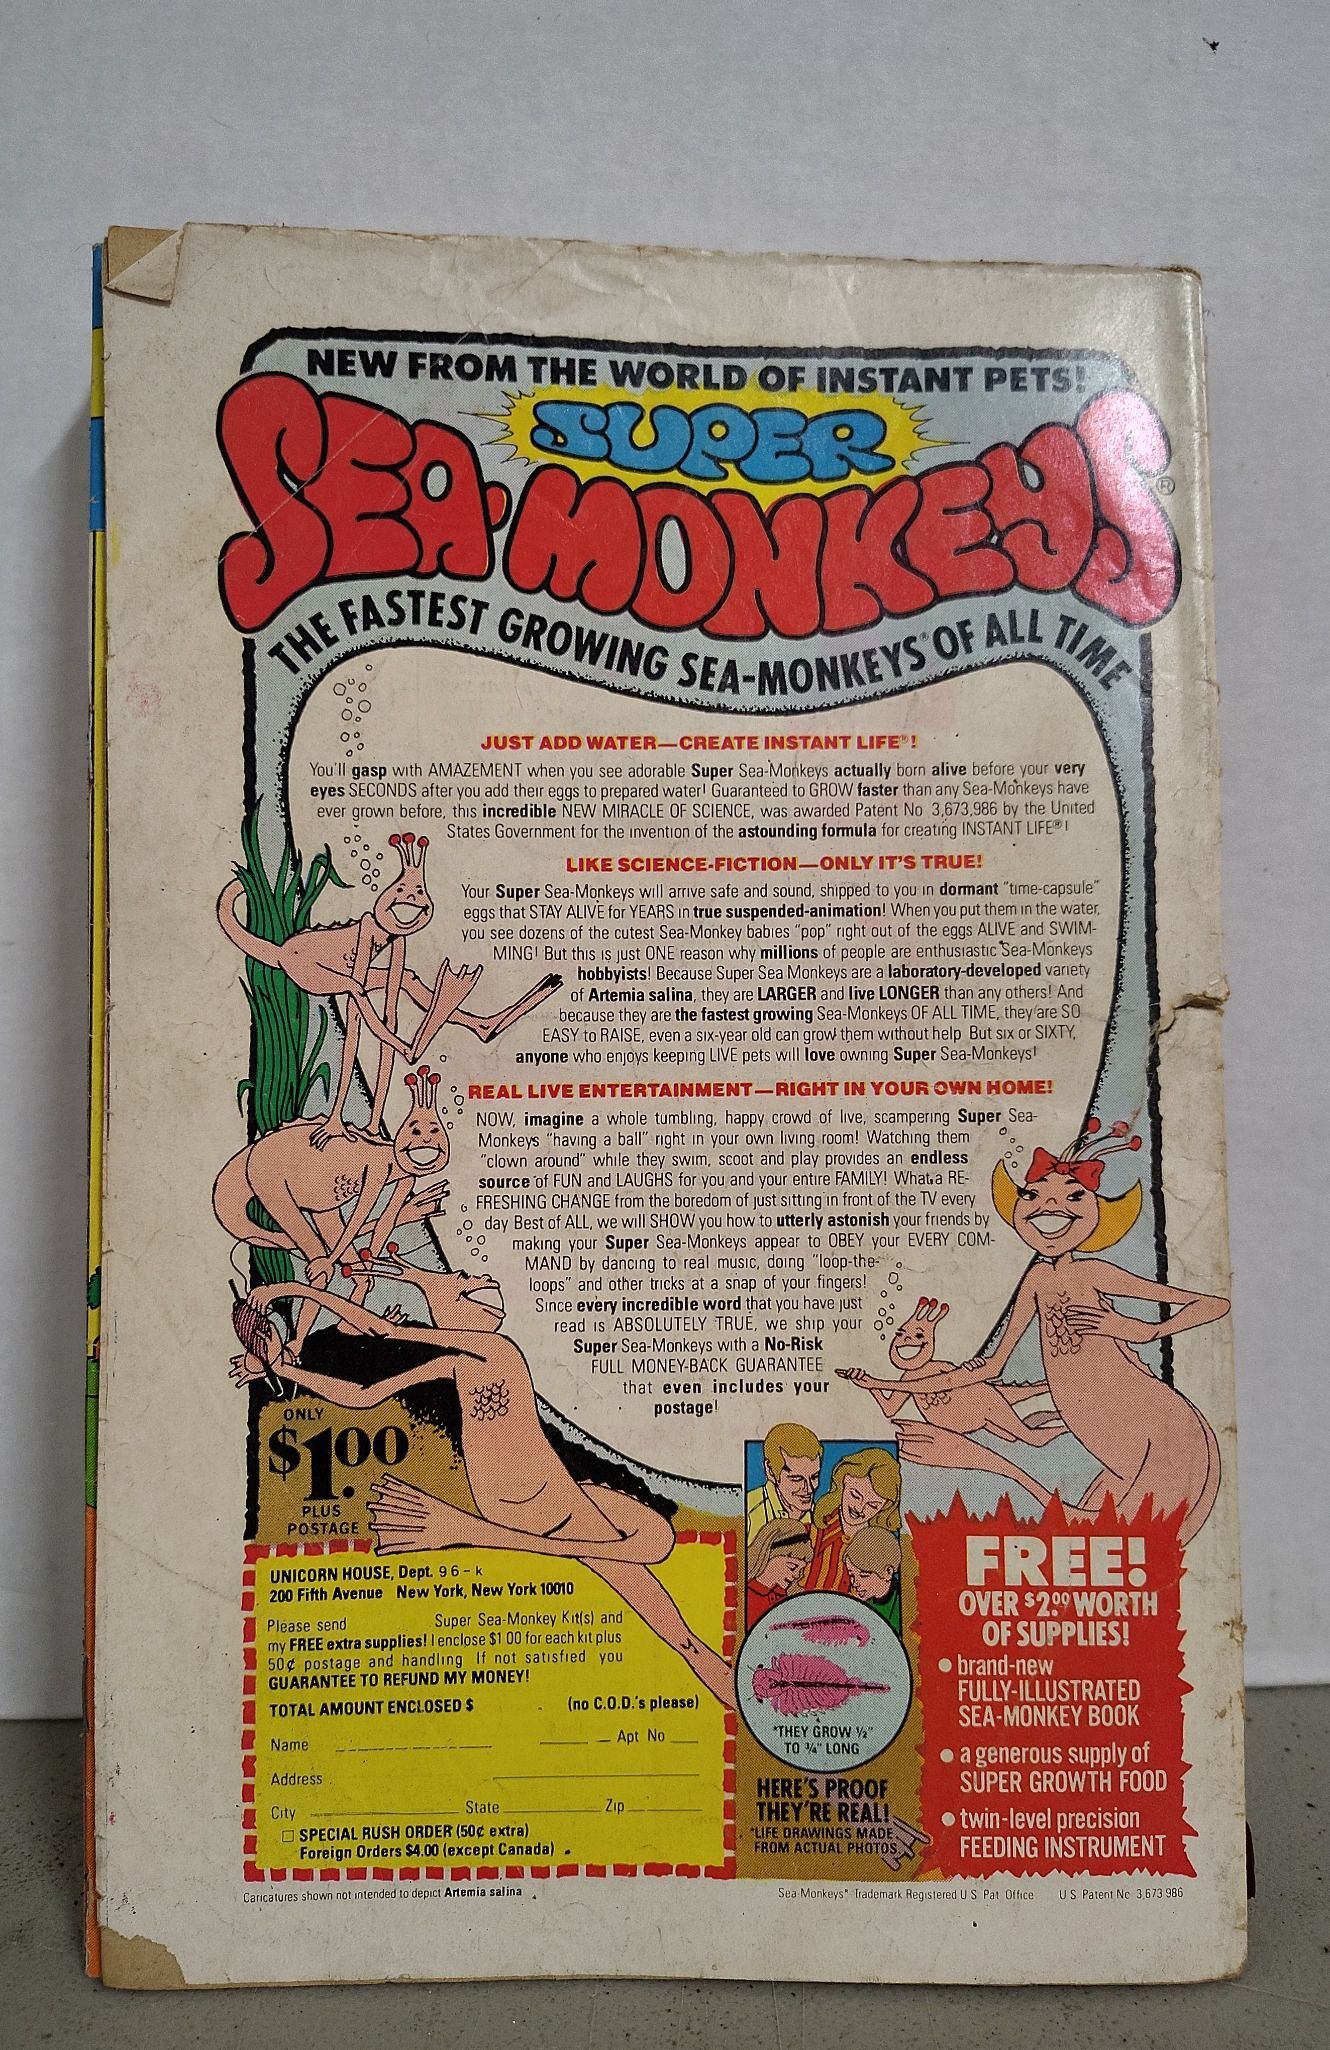 NEW FROM THE WORLD OF INSTANT PETS!
SUPER
SEA-MONKEYS®
THE FASTEST GROWING SEA-MONKEYS® OF ALL TIME
JUST ADD WATER—CREATE INSTANT LIFE®!
You'll gasp with AMAZEMENT when you see adorable Super Sea-Monkeys actually born alive before your very
eyes SECONDS after you add their eggs to prepared water! Guaranteed to GROW faster than any Sea-Monkeys have
ever grown before, this incredible NEW MIRACLE OF SCIENCE, was awarded Patent No 3,673,986 by the United
States Government for the invention of the astounding formula for creating INSTANT LIFE®!
LIKE SCIENCE-FICTION—ONLY IT'S TRUE!
Your Super Sea-Monkeys will arrive safe and sound, shipped to you in dormant "time-capsule"
eggs that STAY ALIVE for YEARS in true suspended-animation! When you put them in the water,
you see dozens of the cutest Sea-Monkey babies "pop" right out of the eggs ALIVE and SWIM-
MING! But this is just ONE reason why millions of people are enthusiastic Sea-Monkeys
hobbyists! Because Super Sea Monkeys are a laboratory-developed variety
of Artemia salina, they are LARGER and live LONGER than any others! And
because they are the fastest growing Sea-Monkeys OF ALL TIME, they're SO
EASY to RAISE, even a six-year old can grow them without help But six or SIXTY,
anyone who enjoys keeping LIVE pets will love owning Super Sea-Monkeys!
REAL LIVE ENTERTAINMENT—RIGHT IN YOUR OWN HOME!
NOW, imagine a whole tumbling, happy crowd of live, scampering Super Sea-
Monkeys "having a ball" right in your own living room! Watching them
"clown around" while they swim, scoot and play provides an endless
source of FUN and LAUGHS for you and your entire FAMILY! What a RE-
FRESHING CHANGE from the boredom of just sitting in front of the TV every
day Best of ALL, we will SHOW you how to utterly astonish your friends by
making your Super Sea-Monkeys appear to OBEY your EVERY COM-
MAND by dancing to real music, doing "loop-the-
loops" and other tricks at a snap of your fingers!
Since every incredible word that you have just
read is ABSOLUTELY TRUE, we ship your
Super Sea-Monkeys with a No-Risk
FULL MONEY-BACK GUARANTEE
that even includes your
postage!
ONLY
$1.00
PLUS
POSTAGE
UNICORN HOUSE, Dept. 96-k
200 Fifth Avenue New York, New York 10010
Please send Super Sea-Monkey Kit(s) and
my FREE extra supplies! I enclose $1 00 for each kit plus
50¢ postage and handling If not satisfied you
GUARANTEE TO REFUND MY MONEY!
TOTAL AMOUNT ENCLOSED $ (no C.O.D.'s please)
Name Apt No
Address
City State Zip
SPECIAL RUSH ORDER (50¢ extra)
Foreign Orders $4.00 (except Canada)
*THEY GROW ½"
TO ¾" LONG
HERE'S PROOF
THEY'RE REAL!
*LIFE DRAWINGS MADE
FROM ACTUAL PHOTOS
FREE!
OVER $2.00 WORTH
OF SUPPLIES!
• brand-new
FULLY-ILLUSTRATED
SEA-MONKEY BOOK
• a generous supply of
SUPER GROWTH FOOD
• twin-level precision
FEEDING INSTRUMENT
Caricatures shown not intended to depict Artemia salina
Sea-Monkeys® Trademark Registered U S Pat Office U S Patent No 3 673 986